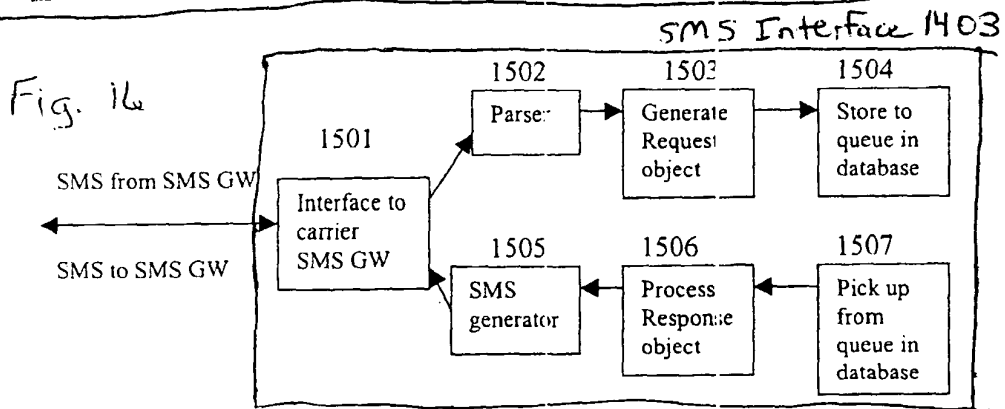 SMS Interface 1403
Fig. 16
SMS from SMS GW
SMS to SMS GW
1501
Interface to
carrier
SMS GW
1502
Parser
1503
Generate
Request
object
1504
Store to
queue in
database
1505
SMS
generator
1506
Process
Response
object
1507
Pick up
from
queue in
database